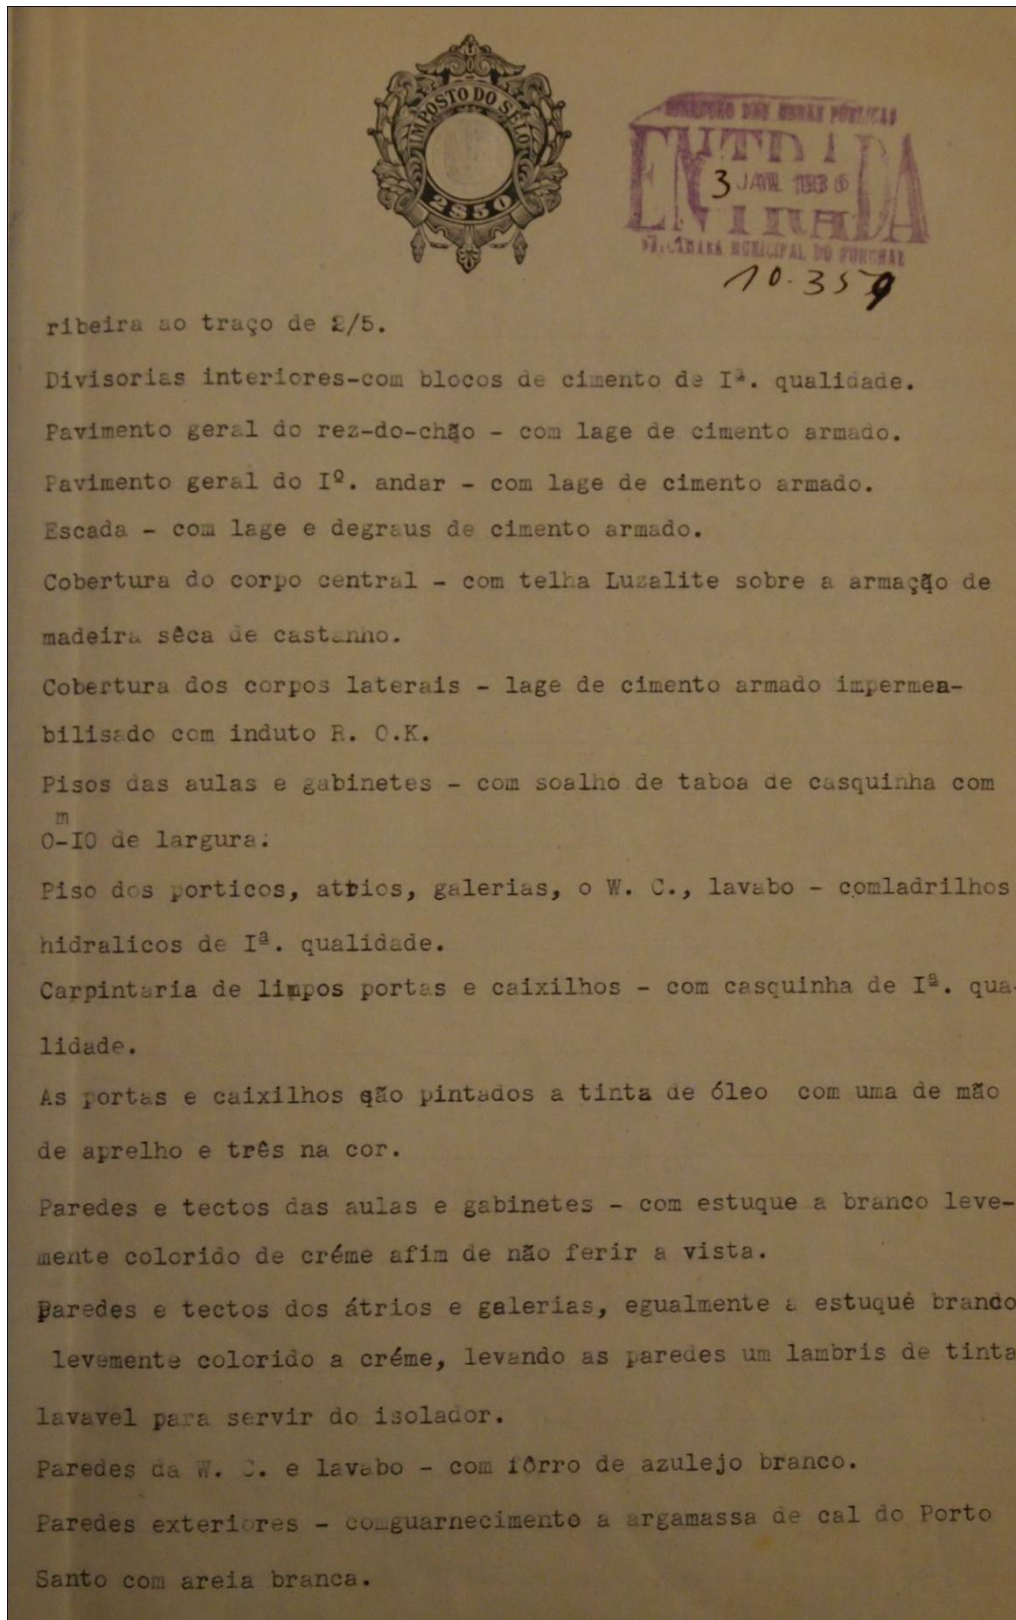 IMPOSTO DO SELO
2$50
DIRECÇÃO DAS OBRAS PUBLICAS
ENTRADA
3 JAN. 1936
CAMARA MUNICIPAL DO FUNCHAL
10.359
ribeira ao traço de 2/5.
Divisorias interiores-com blocos de cimento de Iª. qualidade.
Pavimento geral do rez-do-chão - com lage de cimento armado.
Pavimento geral do Iº. andar - com lage de cimento armado.
Escada - com lage e degraus de cimento armado.
Cobertura do corpo central - com telha Luzalite sobre a armação de
madeira sêca de castanho.
Cobertura dos corpos laterais - lage de cimento armado impermea-
bilisado com induto R. O.K.
Pisos das aulas e gabinetes - com soalho de taboa de casquinha com
m
0-I0 de largura.
Piso dos porticos, atrios, galerias, o W. C., lavabo - comladrilhos
hidralicos de Iª. qualidade.
Carpintaria de limpos portas e caixilhos - com casquinha de Iª. qua-
lidade.
As portas e caixilhos são pintados a tinta de óleo com uma de mão
de aprelho e três na cor.
Paredes e tectos das aulas e gabinetes - com estuque a branco leve-
mente colorido de créme afim de não ferir a vista.
Paredes e tectos dos átrios e galerias, egualmente a estuque brando
levemente colorido a créme, levando as paredes um lambris de tinta
lavavel para servir do isolador.
Paredes da W. C. e lavabo - com fôrro de azulejo branco.
Paredes exteriores - comguarnecimento a argamassa de cal do Porto
Santo com areia branca.